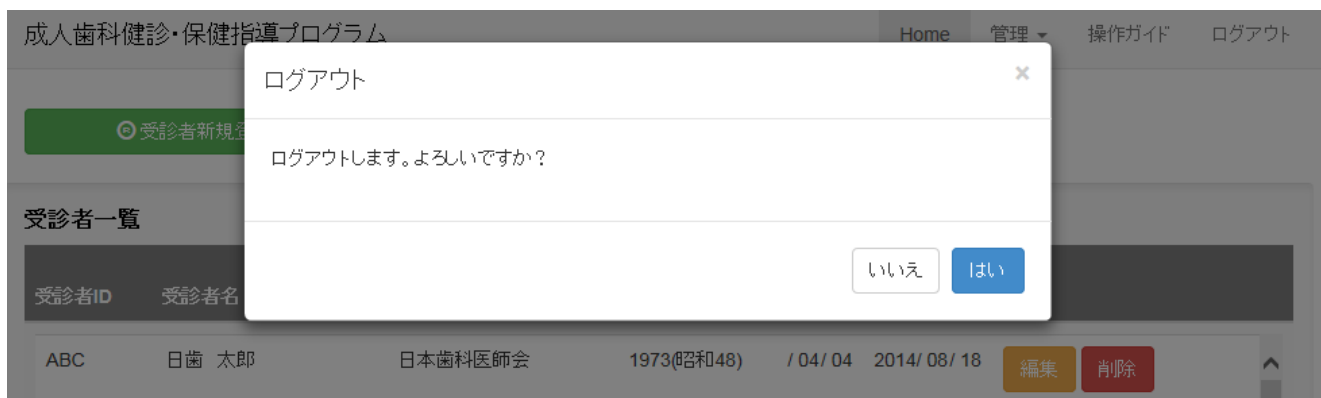 成人歯科健診・保健指導プログラム Home 管理 操作ガイド ログアウト
ログアウト ×
® 受診者新規登
ログアウトします。よろしいですか？
受診者一覧
いいえ はい
受診者ID 受診者名
ABC 日歯 太郎 日本歯科医師会 1973(昭和48) / 04/ 04 2014/ 08/ 18 編集 削除